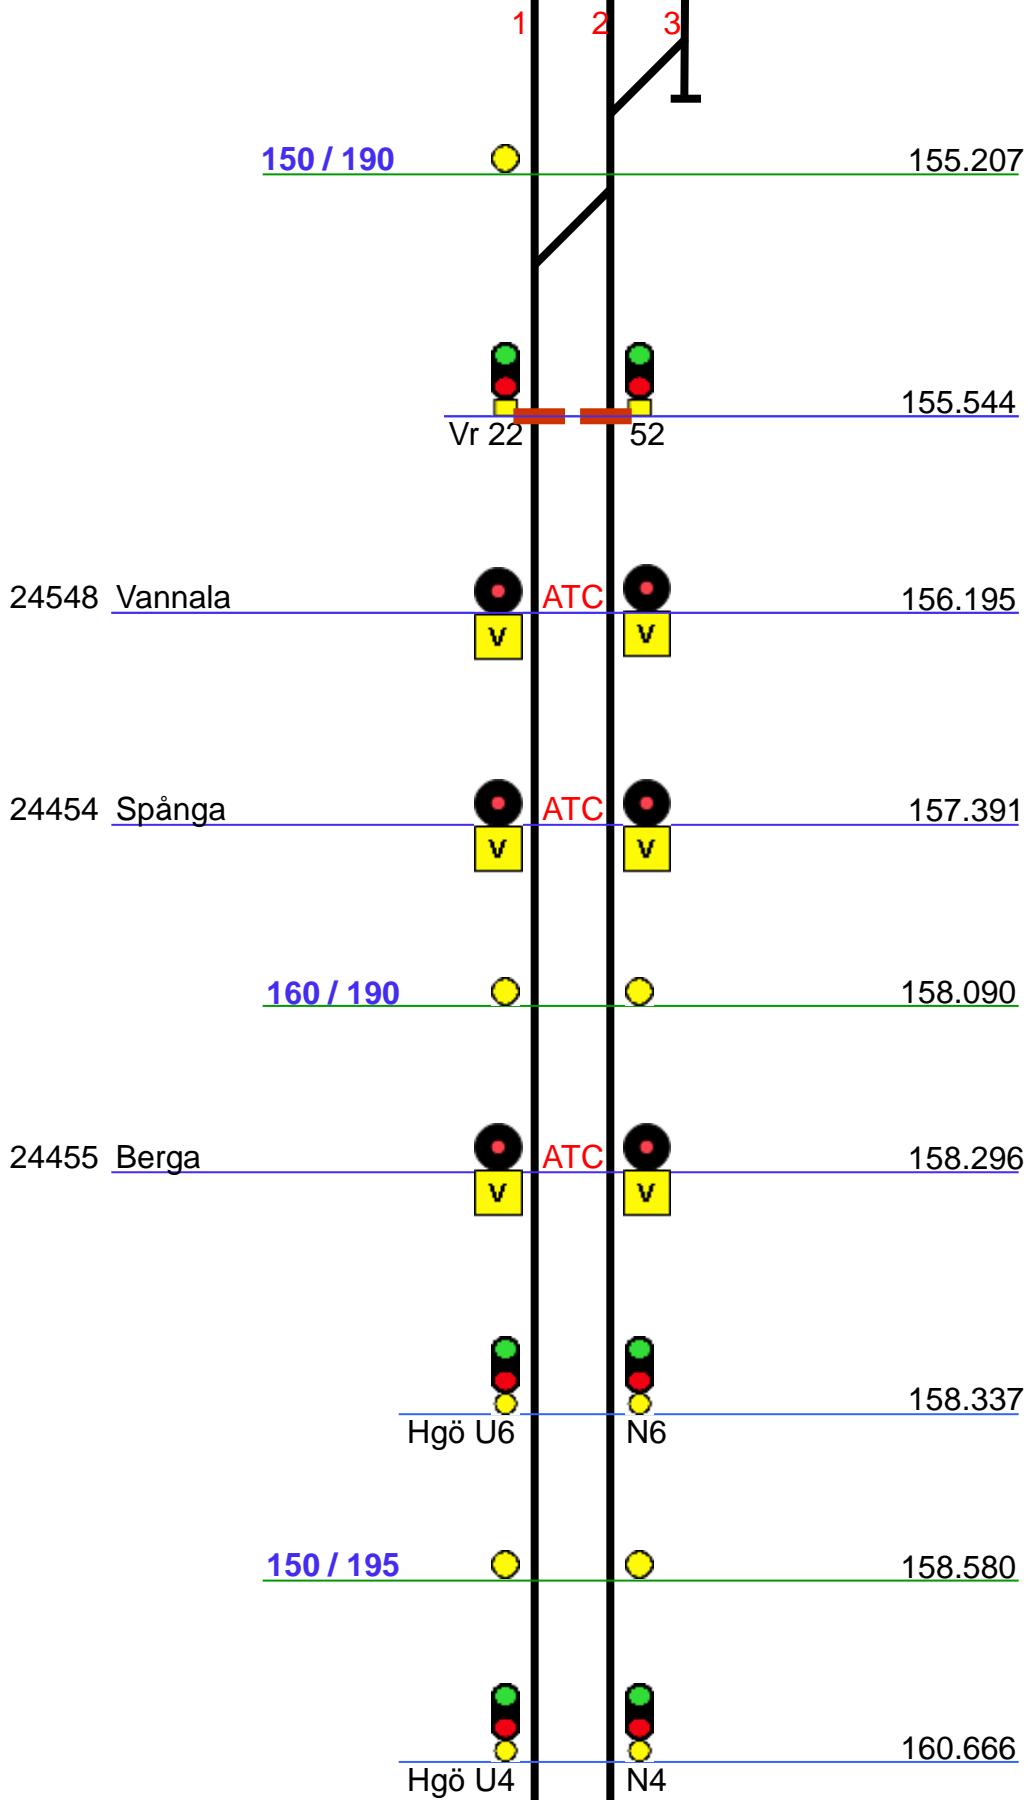 1 2 3
150 / 190 155.207
155.544
Vr 22 52
24548 Vannala ATC 156.195
V V
24454 Spånga ATC 157.391
V V
160 / 190 158.090
24455 Berga ATC 158.296
V V
158.337
Hgö U6 N6
150 / 195 158.580
160.666
Hgö U4 N4